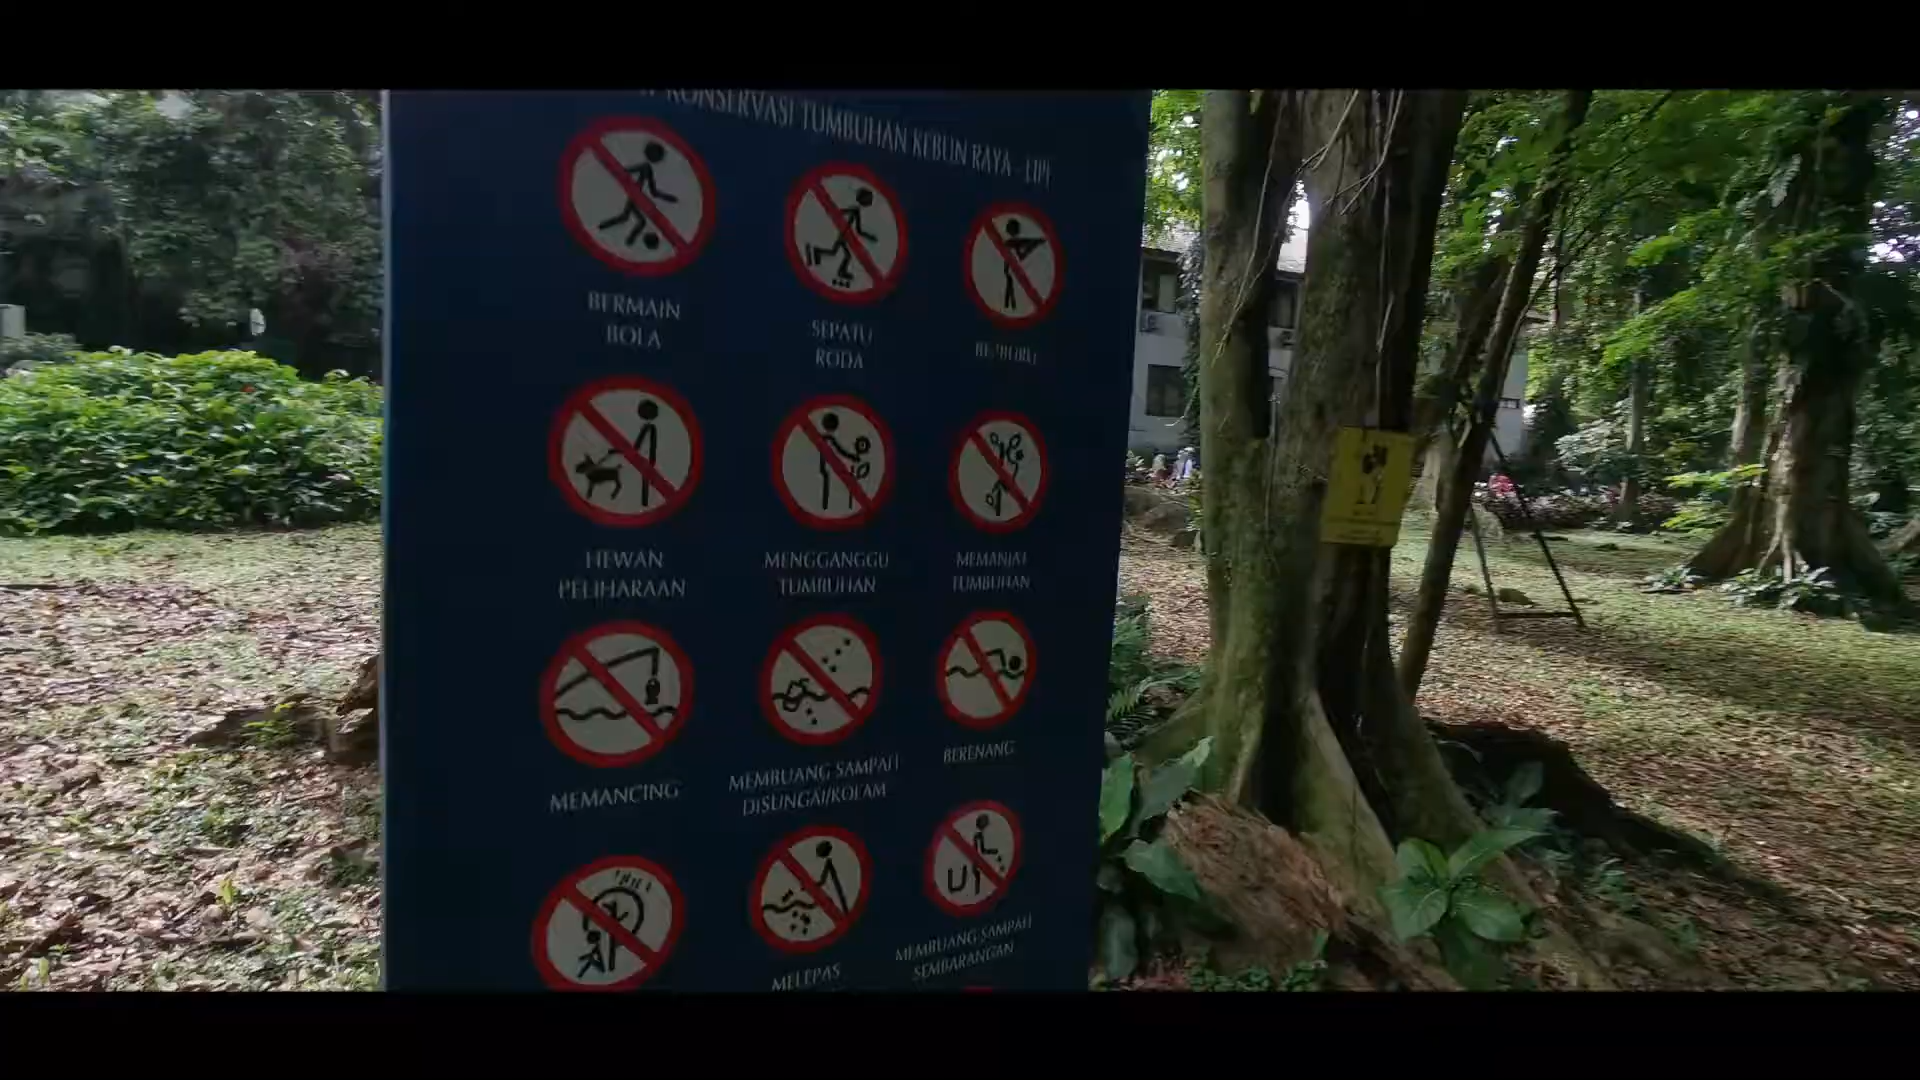 KONSERVASI TUMBUHAN KEBUN RAYA - LIPI
BERMAIN
BOLA
SEPATU
RODA
BERBURU
HEWAN
PELIHARAAN
MENGGANGGU
TUMBUHAN
MEMANJAT
TUMBUHAN
MEMANCING
MEMBUANG SAMPAH
DISUNGAI/KOLAM
BERENANG
MELEPAS
MEMBUANG SAMPAH
SEMBARANGAN